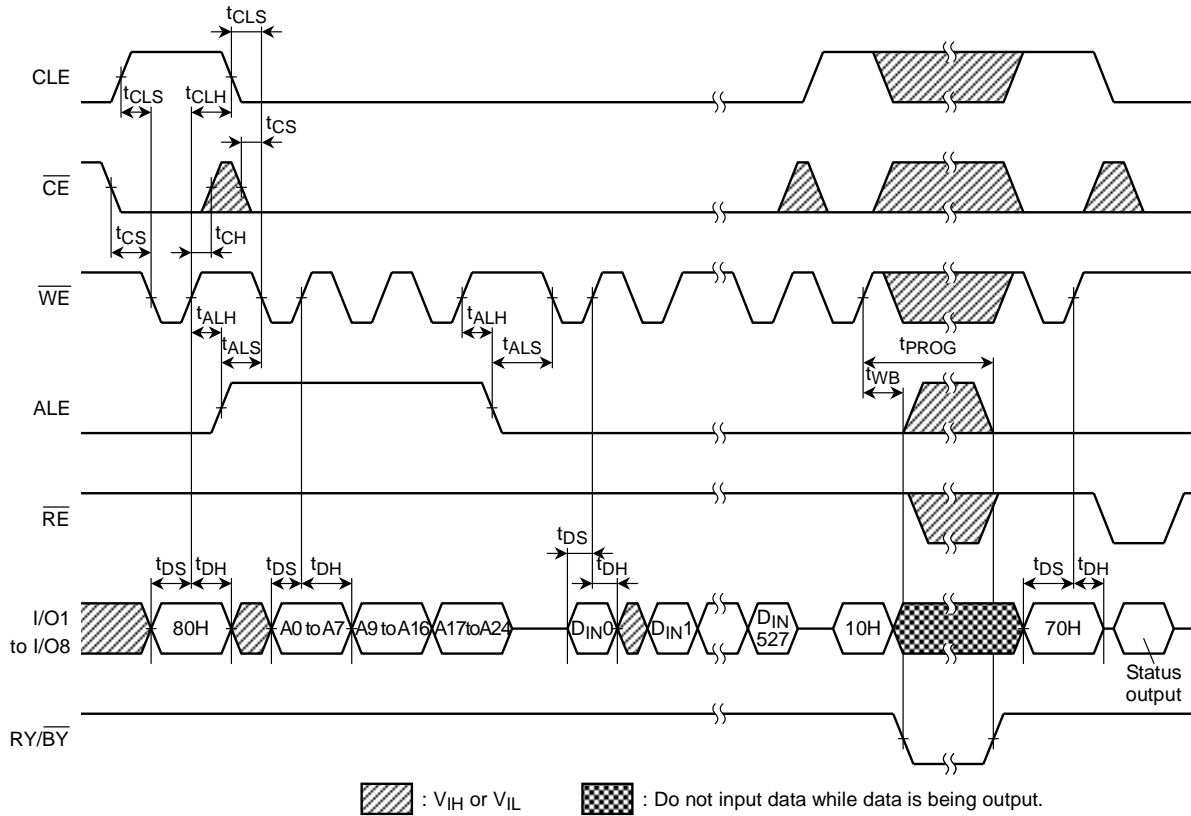 tCLS
CLE
tCLS tCLH
tCS
CE
tCS tCH
WE
tALH tALH
tALS tALS tPROG
tWB
ALE
RE
tDS
tDS tDH tDS tDH tDH tDS tDH
I/O1
to I/O8
80H A0 to A7 A9 to A16 A17 to A24 DIN0 DIN1 DIN
527 10H 70H
Status
output
RY/BY
: VIH or VIL : Do not input data while data is being output.